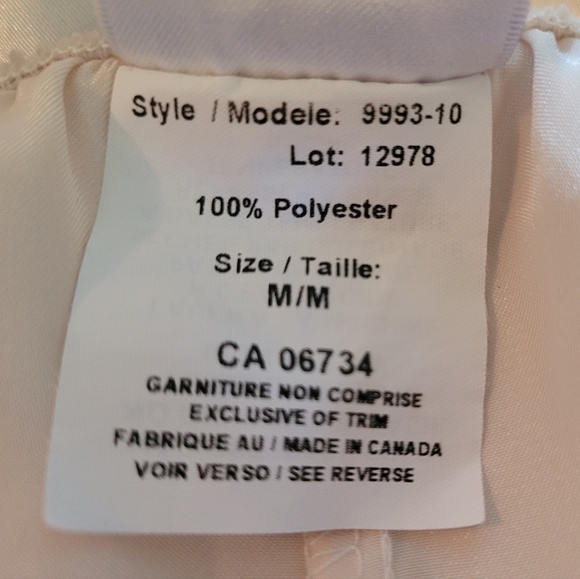 Style / Modele: 9993-10
Lot: 12978
100% Polyester
Size / Taille:
M/M
CA 06734
GARNITURE NON COMPRISE
EXCLUSIVE OF TRIM
FABRIQUE AU / MADE IN CANADA
VOIR VERSO / SEE REVERSE